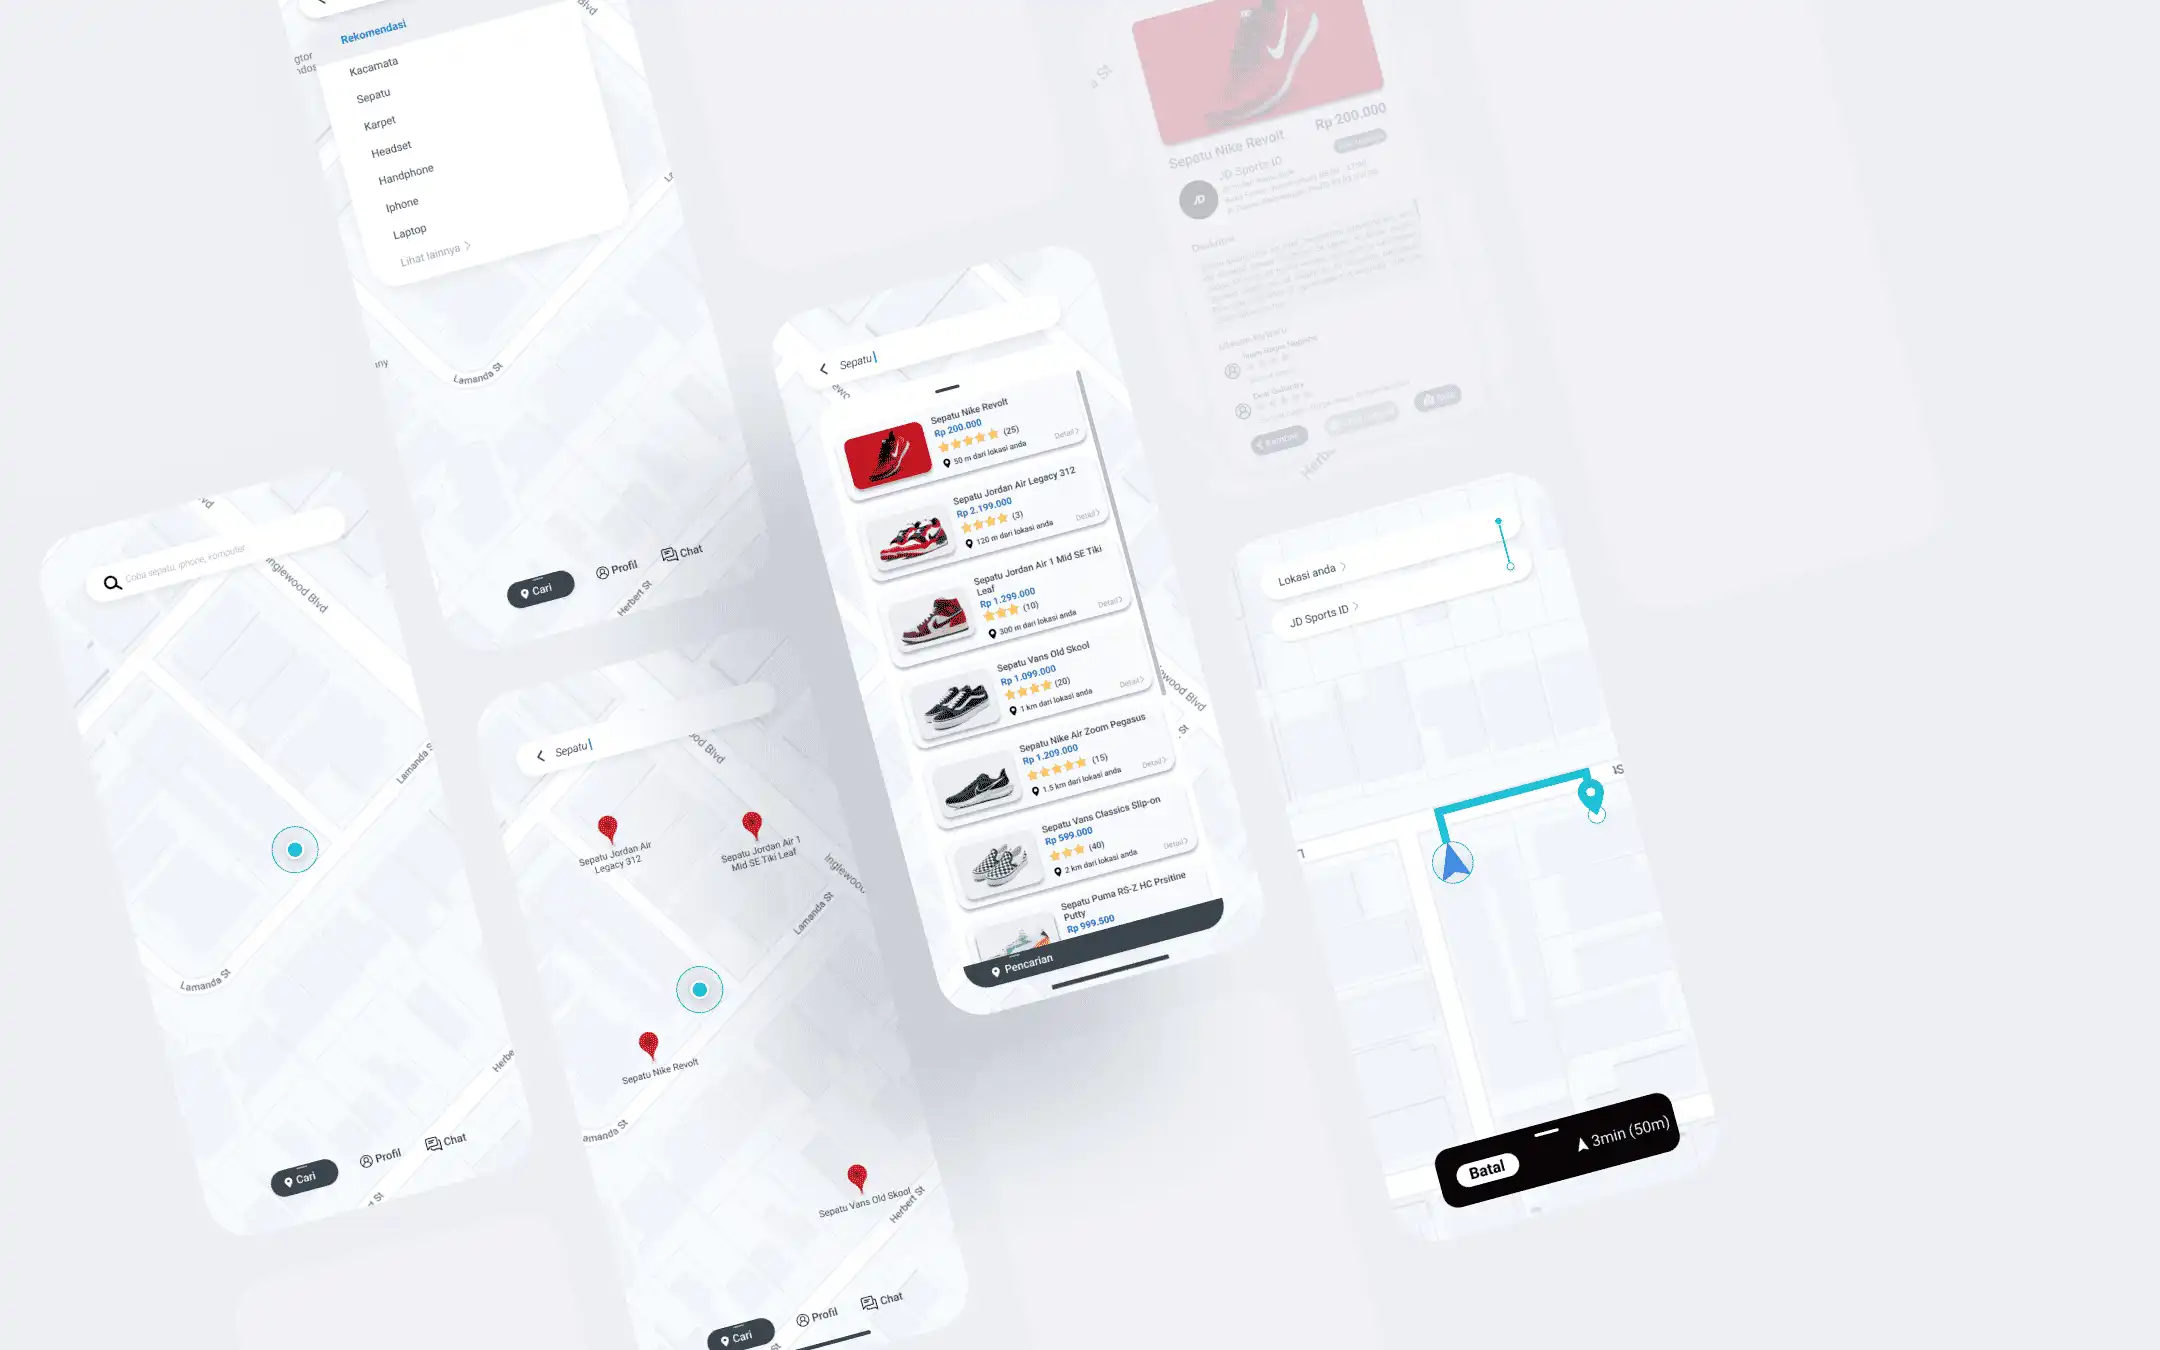 Rekomendasi
Kacamata
Sepatu
Karpet
Headset
Handphone
Iphone
Laptop
Lihat lainnya >
Lamanda St
Herbert St
Cari
Profil
Chat
Coba sepatu, iphone, komputer
Inglewood Blvd
Lamanda S
Lamanda St
Herbe
Cari
Profil
Chat
Sepatu
ood Blvd
Inglewood
Sepatu Jordan Air
Legacy 312
Sepatu Jordan Air 1
Mid SE Tiki Leaf
Lamanda St
Sepatu Nike Revolt
amanda St
Sepatu Vans Old Skool
Herbert St
Cari
Profil
Chat
Sepatu
Sepatu Nike Revolt
Rp 200.000
(25)
50 m dari lokasi anda
Detail >
Sepatu Jordan Air Legacy 312
Rp 2.199.000
(3)
120 m dari lokasi anda
Detail >
Sepatu Jordan Air 1 Mid SE Tiki
Leaf
Rp 1.299.000
(10)
300 m dari lokasi anda
Detail >
Sepatu Vans Old Skool
Rp 1.099.000
(20)
1 km dari lokasi anda
Detail >
Sepatu Nike Air Zoom Pegasus
Rp 1.209.000
(15)
1.5 km dari lokasi anda
Detail >
Sepatu Vans Classics Slip-on
Rp 599.000
(40)
2 km dari lokasi anda
Detail >
Sepatu Puma RS-Z HC Prsitine
Putty
Rp 999.500
Pencarian
wood Blvd
Rp 200.000
Sepatu Nike Revolt
JD Sports ID
JD
Lokasi anda >
JD Sports ID >
Batal
3min (50m)